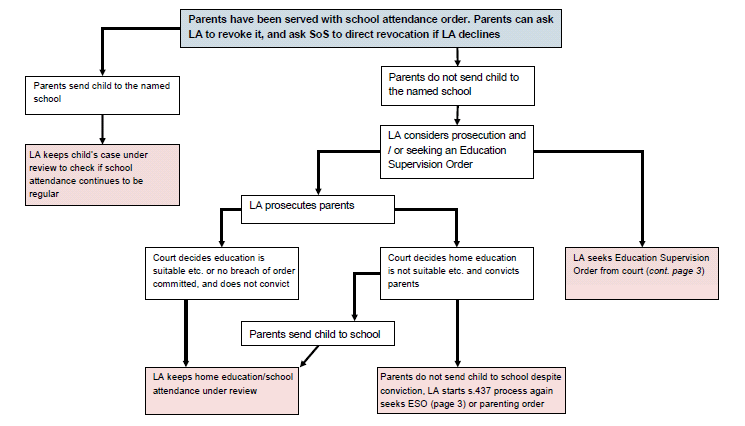 Parents have been served with school attendance order. Parents can ask
LA to revoke it, and ask SoS to direct revocation if LA declines
Parents send child to the named
school
Parents do not send child to
the named school
LA considers prosecution and
/ or seeking an Education
Supervision Order
LA keeps child's case under
review to check if school
attendance continues to be
regular
LA prosecutes parents
Court decides education is
suitable etc. or no breach of order
committed, and does not convict
Court decides home education
is not suitable etc. and convicts
parents
LA seeks Education Supervision
Order from court (cont. page 3)
Parents send child to school
LA keeps home education/school
attendance under review
Parents do not send child to school despite
conviction, LA starts s.437 process again
seeks ESO (page 3) or parenting order